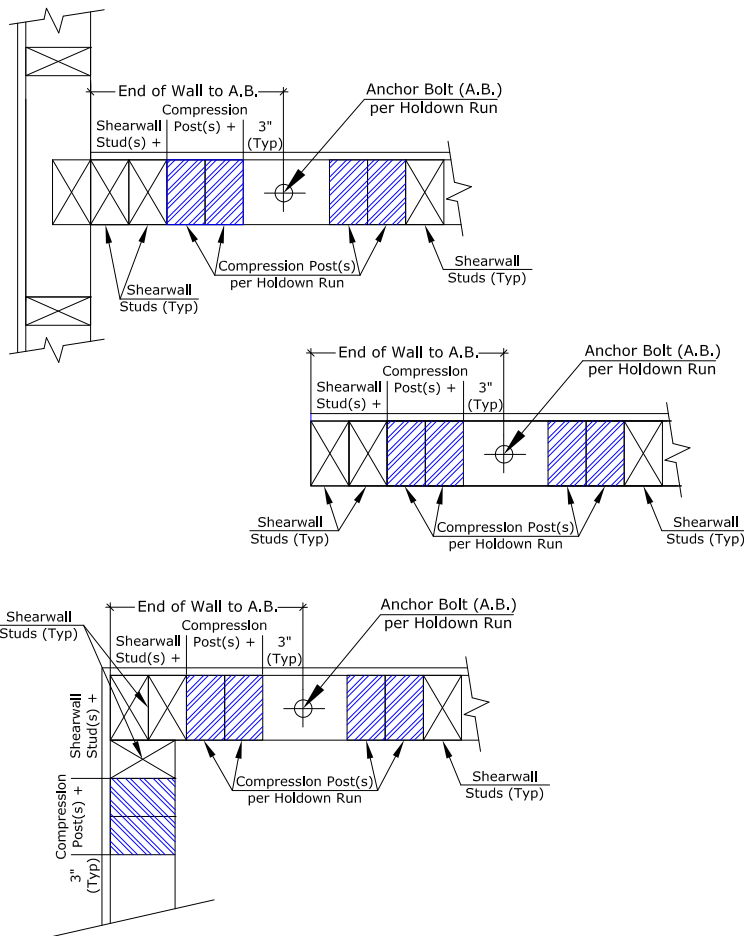 End of Wall to A.B.
Anchor Bolt (A.B.)
per Holdown Run
Compression
Shearwall Post(s) + 3"
Stud(s) + (Typ)
Shearwall
Studs (Typ)
Compression Post(s)
per Holdown Run
Shearwall
Studs (Typ)
End of Wall to A.B.
Anchor Bolt (A.B.)
per Holdown Run
Compression
Shearwall Post(s) + 3"
Stud(s) + (Typ)
Shearwall
Studs (Typ)
Compression Post(s)
per Holdown Run
Shearwall
Studs (Typ)
End of Wall to A.B.
Anchor Bolt (A.B.)
per Holdown Run
Shearwall
Studs (Typ)
Compression
Shearwall Post(s) + 3"
Stud(s) + (Typ)
Shearwall
Stud(s) +
Compression
Post(s) +
3"
(Typ)
Compression Post(s)
per Holdown Run
Shearwall
Studs (Typ)